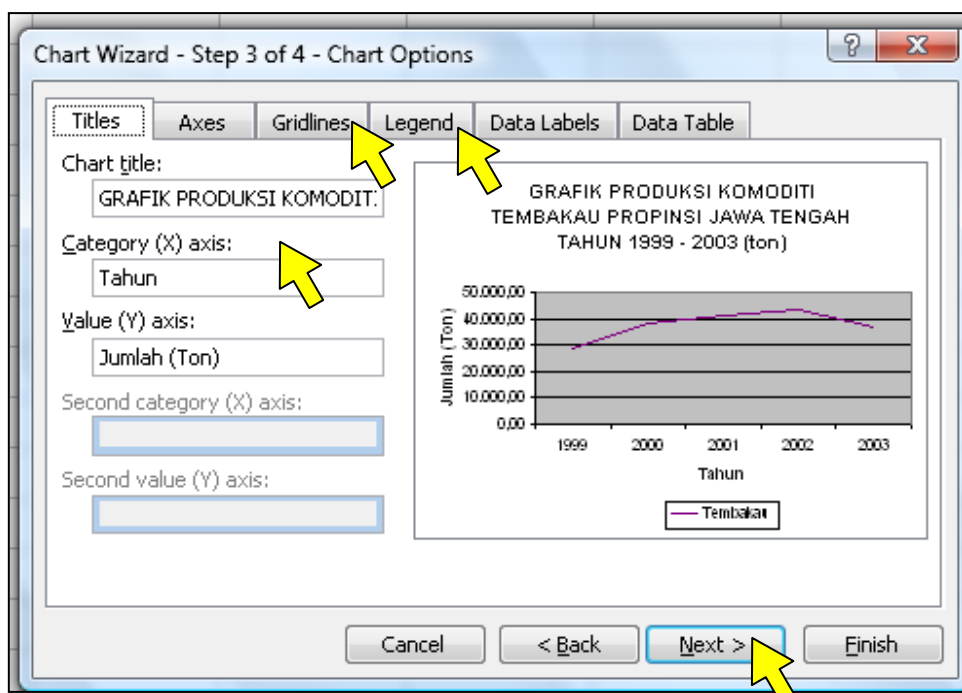 Chart Wizard - Step 3 of 4 - Chart Options
Titles Axes Gridlines Legend Data Labels Data Table
Chart title:
GRAFIK PRODUKSI KOMODIT
Category (X) axis:
Tahun
Value (Y) axis:
Jumlah (Ton)
Second category (X) axis:
Second value (Y) axis:
GRAFIK PRODUKSI KOMODITI
TEMBAKAU PROPINSI JAWA TENGAH
TAHUN 1999 - 2003 (ton)
Jumlah (Ton)
50.000,00
40.000,00
30.000,00
20.000,00
10.000,00
0,00
1999 2000 2001 2002 2003
Tahun
Tembakau
Cancel < Back Next > Finish